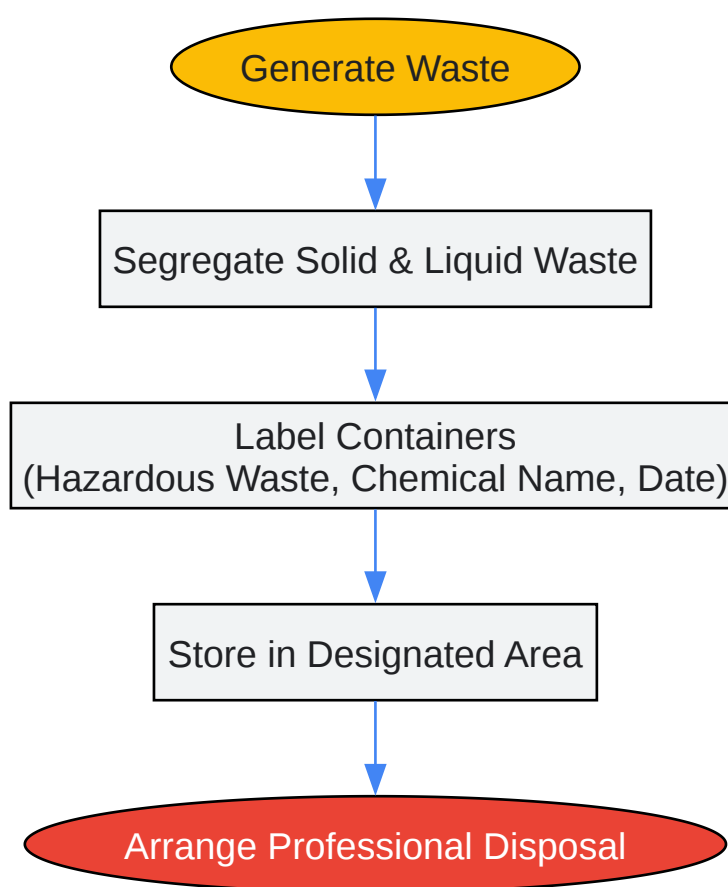 Generate Waste
Segregate Solid & Liquid Waste
Label Containers
(Hazardous Waste, Chemical Name, Date)
Store in Designated Area
Arrange Professional Disposal